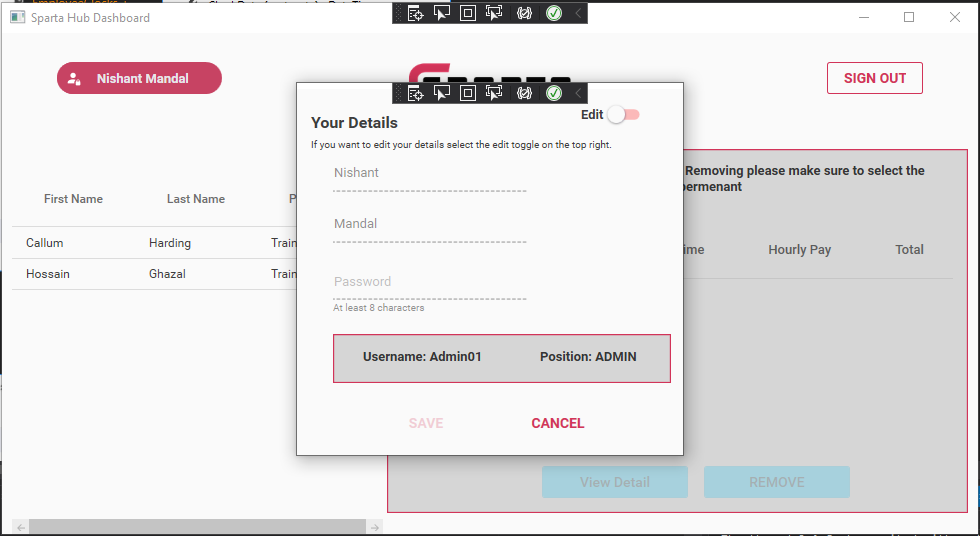 Sparta Hub Dashboard
Nishant Mandal
SIGN OUT
Your Details
Edit
If you want to edit your details select the edit toggle on the top right.
Nishant
Mandal
Password
At least 8 characters
Username: Admin01
Position: ADMIN
SAVE
CANCEL
First Name
Last Name
P
Callum
Harding
Train
Hossain
Ghazal
Train
Removing please make sure to select the
permenant
ime
Hourly Pay
Total
View Detail
REMOVE